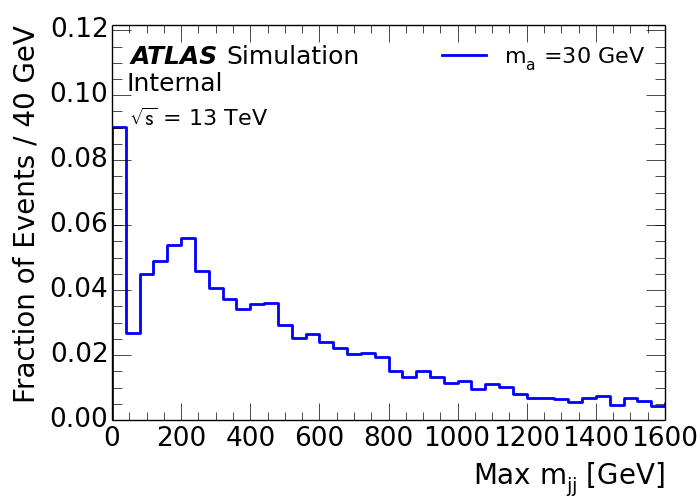 0.12
0.10
0.08
0.06
0.04
0.02
0.00
Fraction of Events / 40 GeV
ATLAS Simulation
Internal
√s = 13 TeV
m_a =30 GeV
0 200 400 600 800 1000 1200 1400 1600
Max m_jj [GeV]